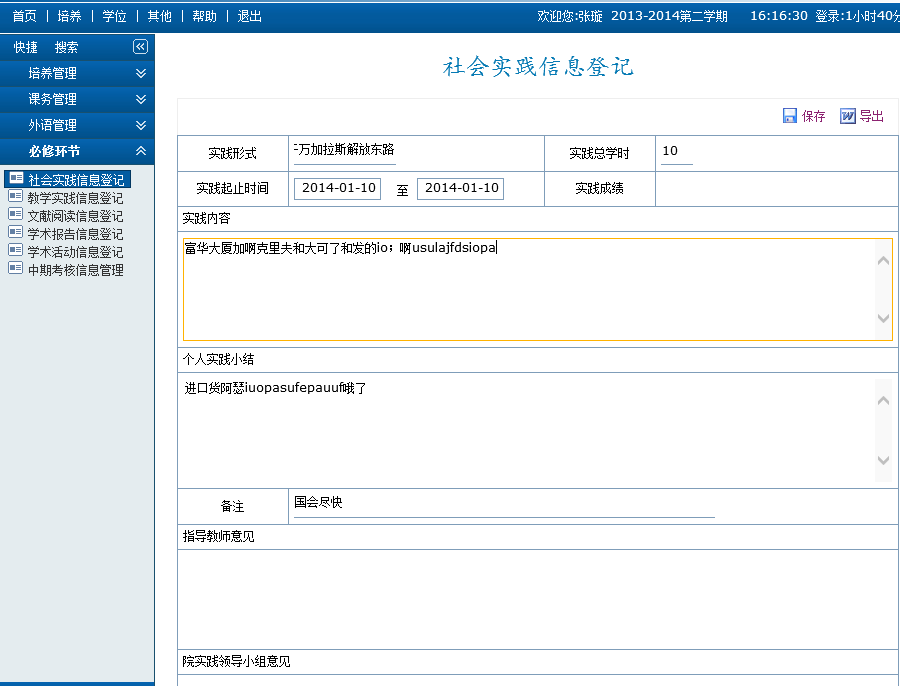 首页 | 培养 | 学位 | 其他 | 帮助 | 退出 欢迎您:张璇 2013-2014第二学期 16:16:30 登录:1小时40分
快捷 搜索
培养管理
课务管理
外语管理
必修环节
社会实践信息登记
教学实践信息登记
文献阅读信息登记
学术报告信息登记
学术活动信息登记
中期考核信息管理
社会实践信息登记
保存 导出
实践形式 万加拉斯解放东路 实践总学时 10
实践起止时间 2014-01-10 至 2014-01-10 实践成绩
实践内容
富华大厦加啊克里夫和大可了和发的io；啊usulajfdsiopa
个人实践小结
进口货阿瑟iuopasufepauuf哦了
备注 国会尽快
指导教师意见
院实践领导小组意见